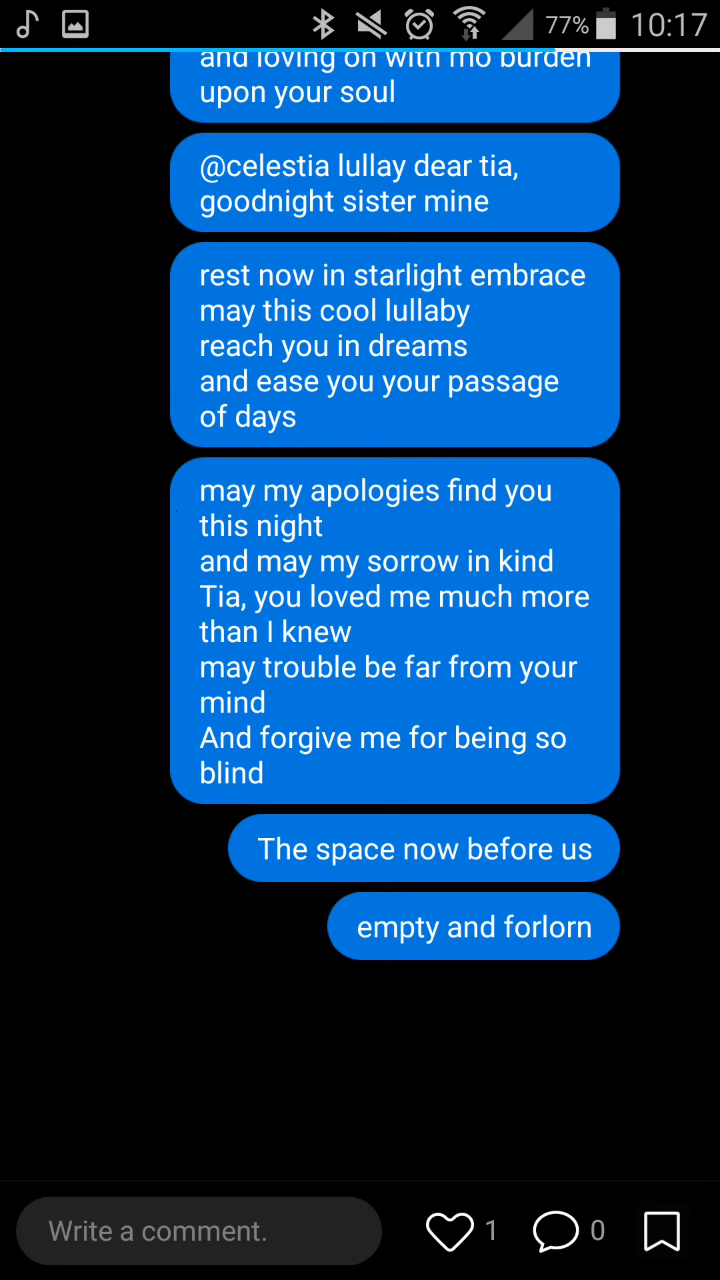 77% 10:17
and loving on with mo burden
upon your soul
@celestia lullay dear tia,
goodnight sister mine
rest now in starlight embrace
may this cool lullaby
reach you in dreams
and ease you your passage
of days
may my apologies find you
this night
and may my sorrow in kind
Tia, you loved me much more
than I knew
may trouble be far from your
mind
And forgive me for being so
blind
The space now before us
empty and forlorn
Write a comment.
1
0